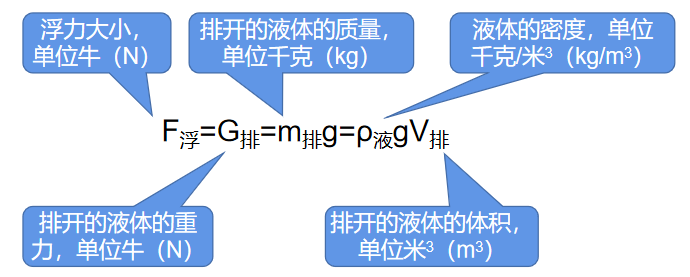 浮力大小，
单位牛（N）
排开的液体的质量，
单位千克（kg）
液体的密度，单位
千克/米³（kg/m³）
F浮=G排=m排g=ρ液gV排
排开的液体的重
力，单位牛（N）
排开的液体的体积，
单位米³（m³）